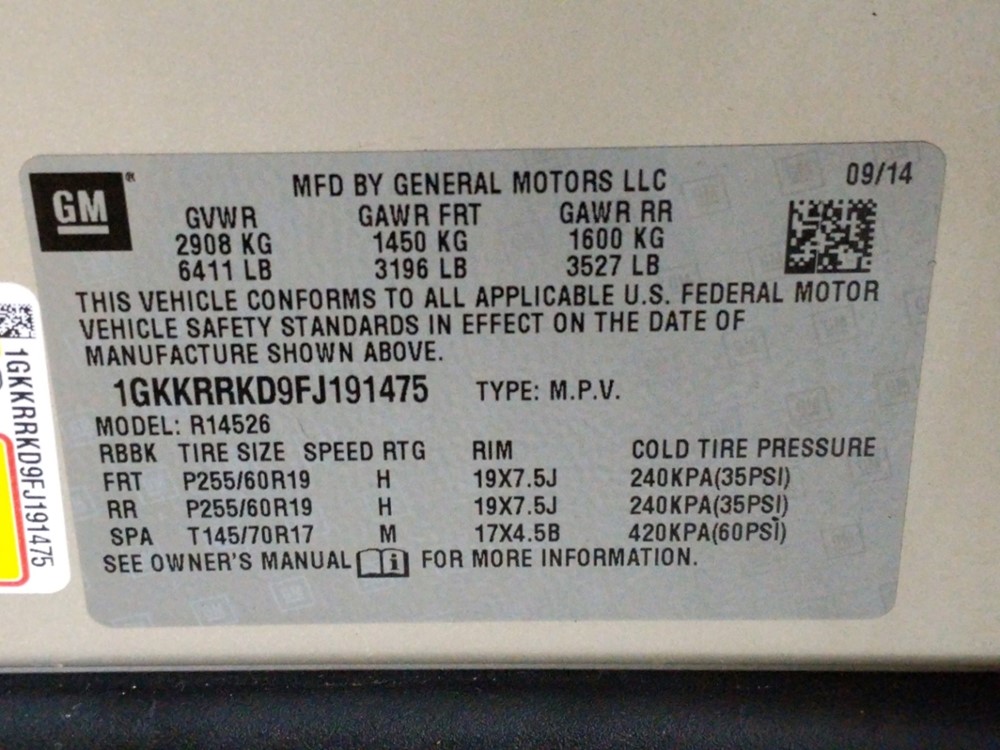 GM®
MFD BY GENERAL MOTORS LLC 09/14
GVWR GAWR FRT GAWR RR
2908 KG 1450 KG 1600 KG
6411 LB 3196 LB 3527 LB
THIS VEHICLE CONFORMS TO ALL APPLICABLE U.S. FEDERAL MOTOR
VEHICLE SAFETY STANDARDS IN EFFECT ON THE DATE OF
MANUFACTURE SHOWN ABOVE.
1GKKRRKD9FJ191475 TYPE: M.P.V.
MODEL: R14526
RBBK TIRE SIZE SPEED RTG RIM COLD TIRE PRESSURE
FRT P255/60R19 H 19X7.5J 240KPA(35PSI)
RR P255/60R19 H 19X7.5J 240KPA(35PSI)
SPA T145/70R17 M 17X4.5B 420KPA(60PSI)
SEE OWNER'S MANUAL i FOR MORE INFORMATION.
1GKKRRKD9FJ191475